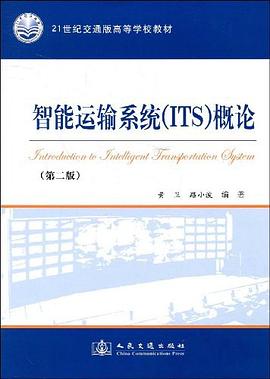 21世纪交通版高等学校教材
智能运输系统(ITS)概论
Introduction to Intelligent Transportation System
(第二版)
黄 卫 路小波 编 著
人民交通出版社
China Communications Press